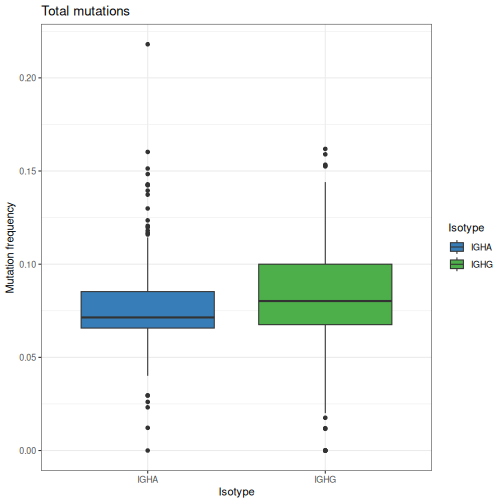 Total mutations
Mutation frequency
0.20
0.15
0.10
0.05
0.00
IGHA
IGHG
Isotype
Isotype
IGHA
IGHG